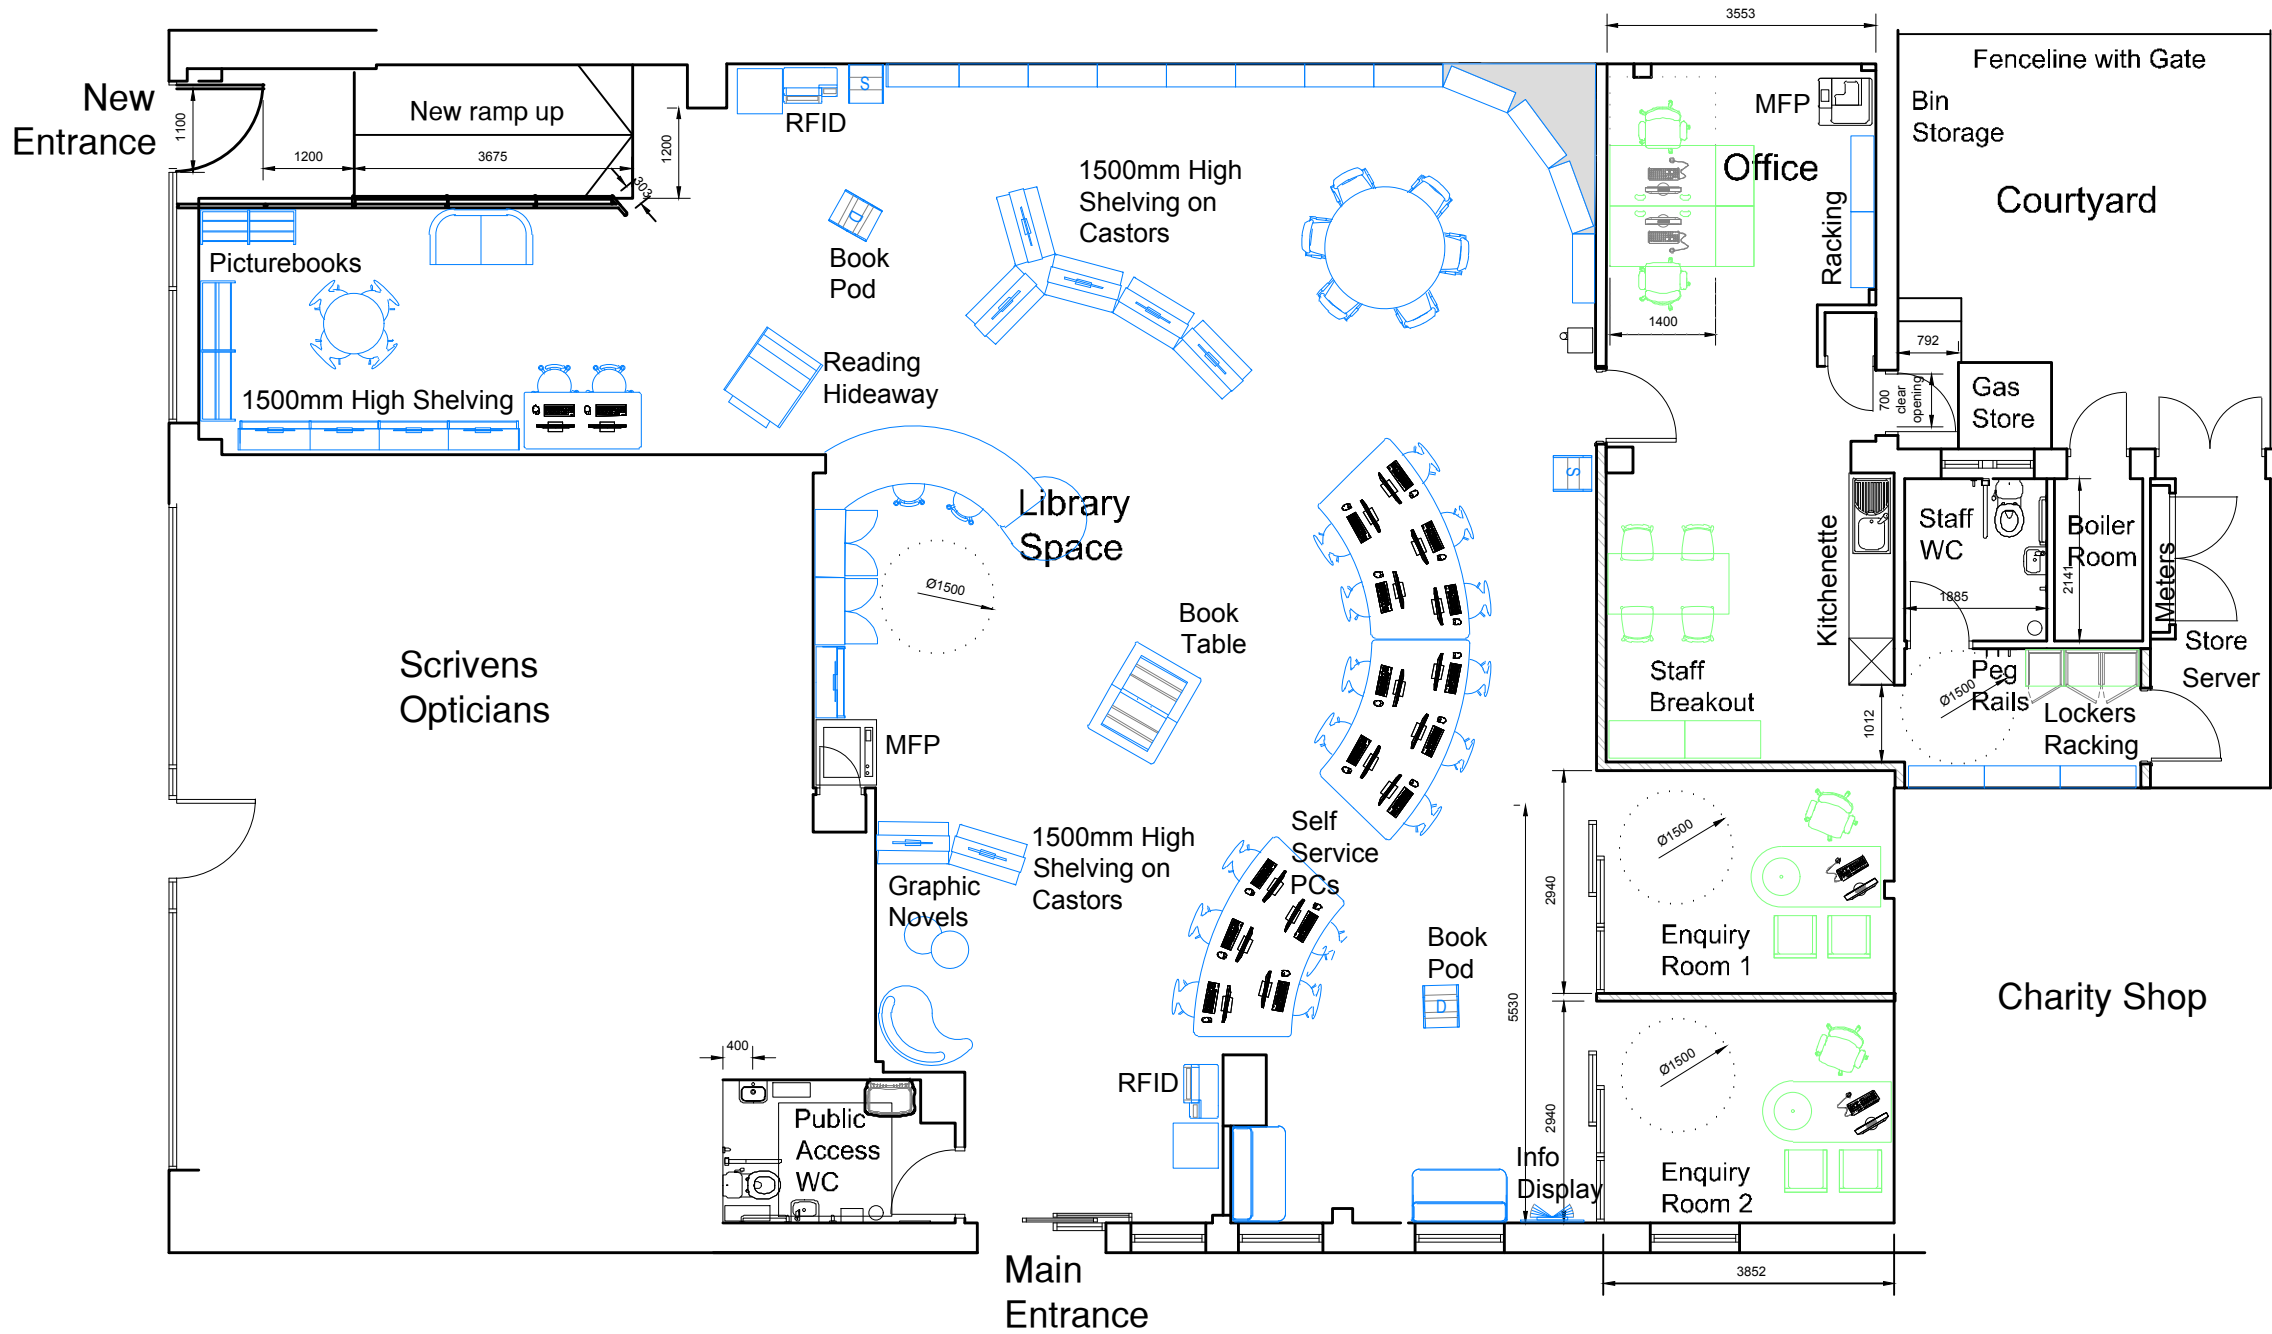 3553
Fenceline with Gate
New
Entrance
1100
1200
New ramp up
3675
303
1200
RFID
S
MFP
Bin
Storage
Office
Courtyard
Racking
1500mm High
Shelving on
Castors
D
Book
Pod
Picturebooks
1400
792
Reading
Hideaway
1500mm High Shelving
700
clear
opening
Gas
Store
S
Library
Space
Ø1500
Kitchenette
Staff
WC
1885
Boiler
Room
2141
Meters
Store
Server
Book
Table
Scrivens
Opticians
Staff
Breakout
1012
Ø1500
Peg
Rails
Lockers
Racking
MFP
1500mm High
Shelving on
Castors
Graphic
Novels
Self
Service
PCs
5530
2940
Ø1500
Enquiry
Room 1
Book
Pod
D
Charity Shop
400
Public
Access
WC
RFID
2940
Ø1500
Info
Display
Enquiry
Room 2
Main
Entrance
3852